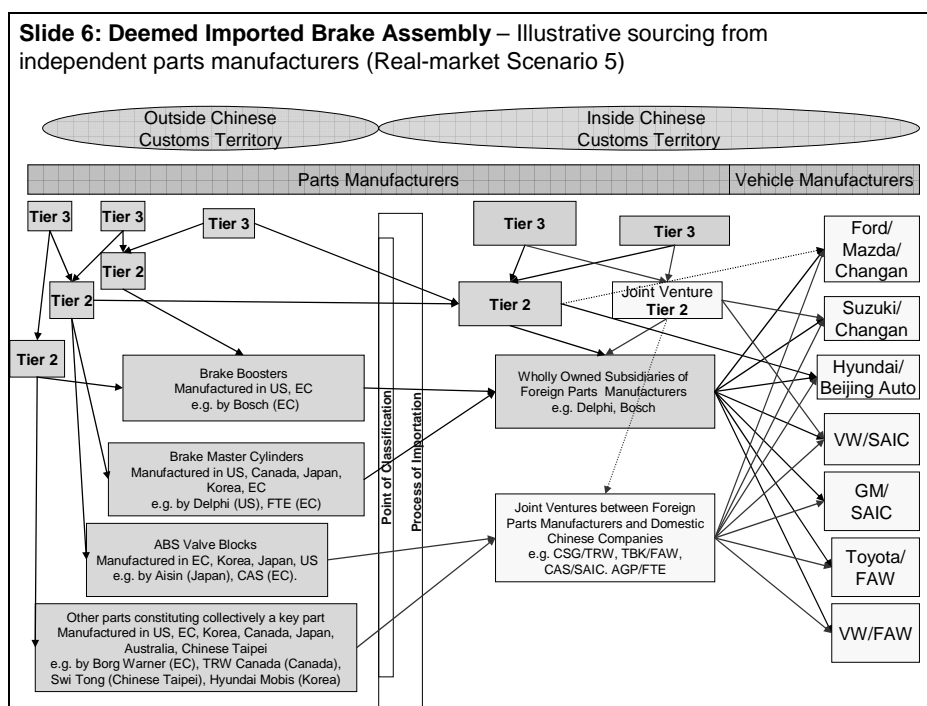 Slide 6: Deemed Imported Brake Assembly – Illustrative sourcing from
independent parts manufacturers (Real-market Scenario 5)
Outside Chinese
Customs Territory
Inside Chinese
Customs Territory
Parts Manufacturers
Vehicle Manufacturers
Tier 3
Tier 3
Tier 3
Tier 3
Tier 3
Tier 2
Tier 2
Tier 2
Tier 2
Joint Venture
Tier 2
Brake Boosters
Manufactured in US, EC
e.g. by Bosch (EC)
Brake Master Cylinders
Manufactured in US, Canada, Japan,
Korea, EC
e.g. by Delphi (US), FTE (EC)
ABS Valve Blocks
Manufactured in EC, Korea, Japan, US
e.g. by Aisin (Japan), CAS (EC).
Other parts constituting collectively a key part
Manufactured in US, EC, Korea, Canada, Japan,
Australia, Chinese Taipei
e.g. by Borg Warner (EC), TRW Canada (Canada),
Swi Tong (Chinese Taipei), Hyundai Mobis (Korea)
Point of Classification
Process of Importation
Wholly Owned Subsidiaries of
Foreign Parts Manufacturers
e.g. Delphi, Bosch
Joint Ventures between Foreign
Parts Manufacturers and Domestic
Chinese Companies
e.g. CSG/TRW, TBK/FAW,
CAS/SAIC. AGP/FTE
Ford/
Mazda/
Changan
Suzuki/
Changan
Hyundai/
Beijing Auto
VW/SAIC
GM/
SAIC
Toyota/
FAW
VW/FAW